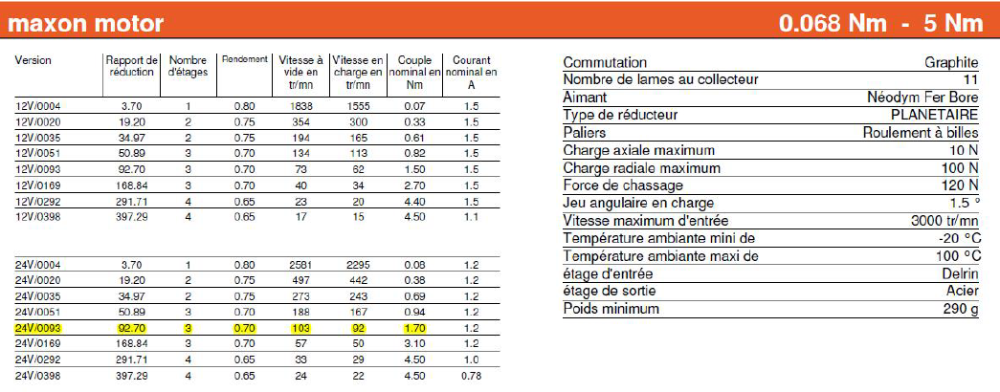 maxon motor 0.068 Nm - 5 Nm
Version Rapport de réduction Nombre d'étages Rendement Vitesse à vide en tr/mn Vitesse en charge en tr/mn Couple nominal en Nm Courant nominal en A
12V/0004 3.70 1 0.80 1838 1555 0.07 1.5
12V/0020 19.20 2 0.75 354 300 0.33 1.5
12V/0035 34.97 2 0.75 194 165 0.61 1.5
12V/0051 50.89 3 0.70 134 113 0.82 1.5
12V/0093 92.70 3 0.70 73 62 1.50 1.5
12V/0169 168.84 3 0.70 40 34 2.70 1.5
12V/0292 291.71 4 0.65 23 20 4.40 1.5
12V/0398 397.29 4 0.65 17 15 4.50 1.1
24V/0004 3.70 1 0.80 2581 2295 0.08 1.2
24V/0020 19.20 2 0.75 497 442 0.38 1.2
24V/0035 34.97 2 0.75 273 243 0.69 1.2
24V/0051 50.89 3 0.70 188 167 0.94 1.2
24V/0093 92.70 3 0.70 103 92 1.70 1.2
24V/0169 168.84 3 0.70 57 50 3.10 1.2
24V/0292 291.71 4 0.65 33 29 4.50 1.0
24V/0398 397.29 4 0.65 24 22 4.50 0.78
Commutation Graphite
Nombre de lames au collecteur 11
Aimant Néodym Fer Bore
Type de réducteur PLANETAIRE
Paliers Roulement à billes
Charge axiale maximum 10 N
Charge radiale maximum 100 N
Force de chassage 120 N
Jeu angulaire en charge 1.5 °
Vitesse maximum d'entrée 3000 tr/mn
Température ambiante mini de -20 °C
Température ambiante maxi de 100 °C
étage d'entrée Delrin
étage de sortie Acier
Poids minimum 290 g